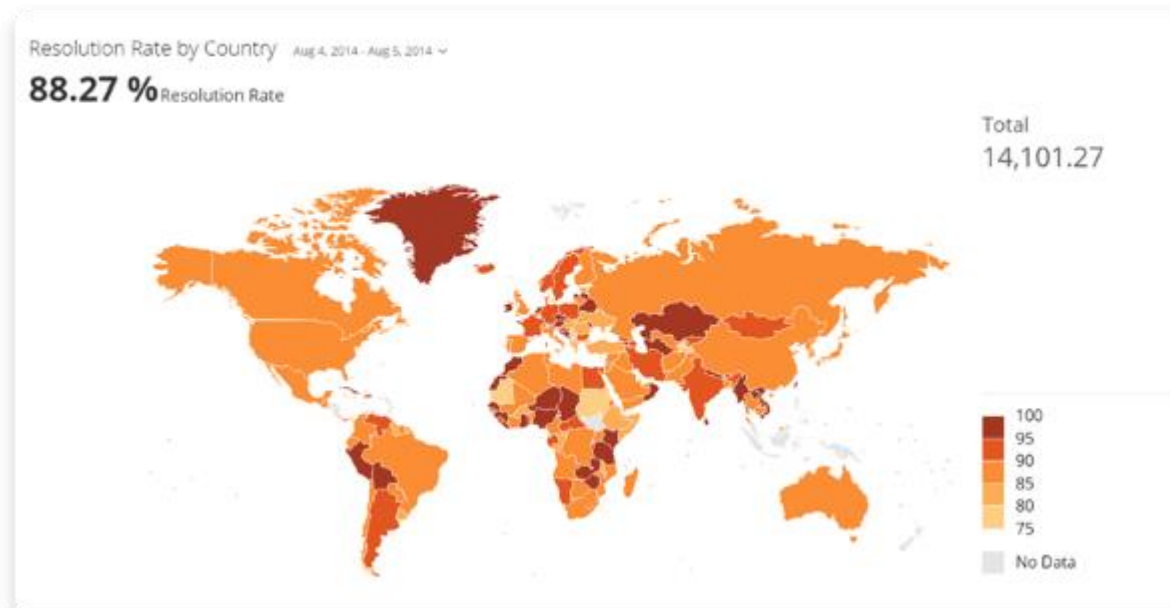 Resolution Rate by Country Aug 4, 2014 - Aug 5, 2014
88.27 % Resolution Rate
Total
14,101.27
100
95
90
85
80
75
No Data